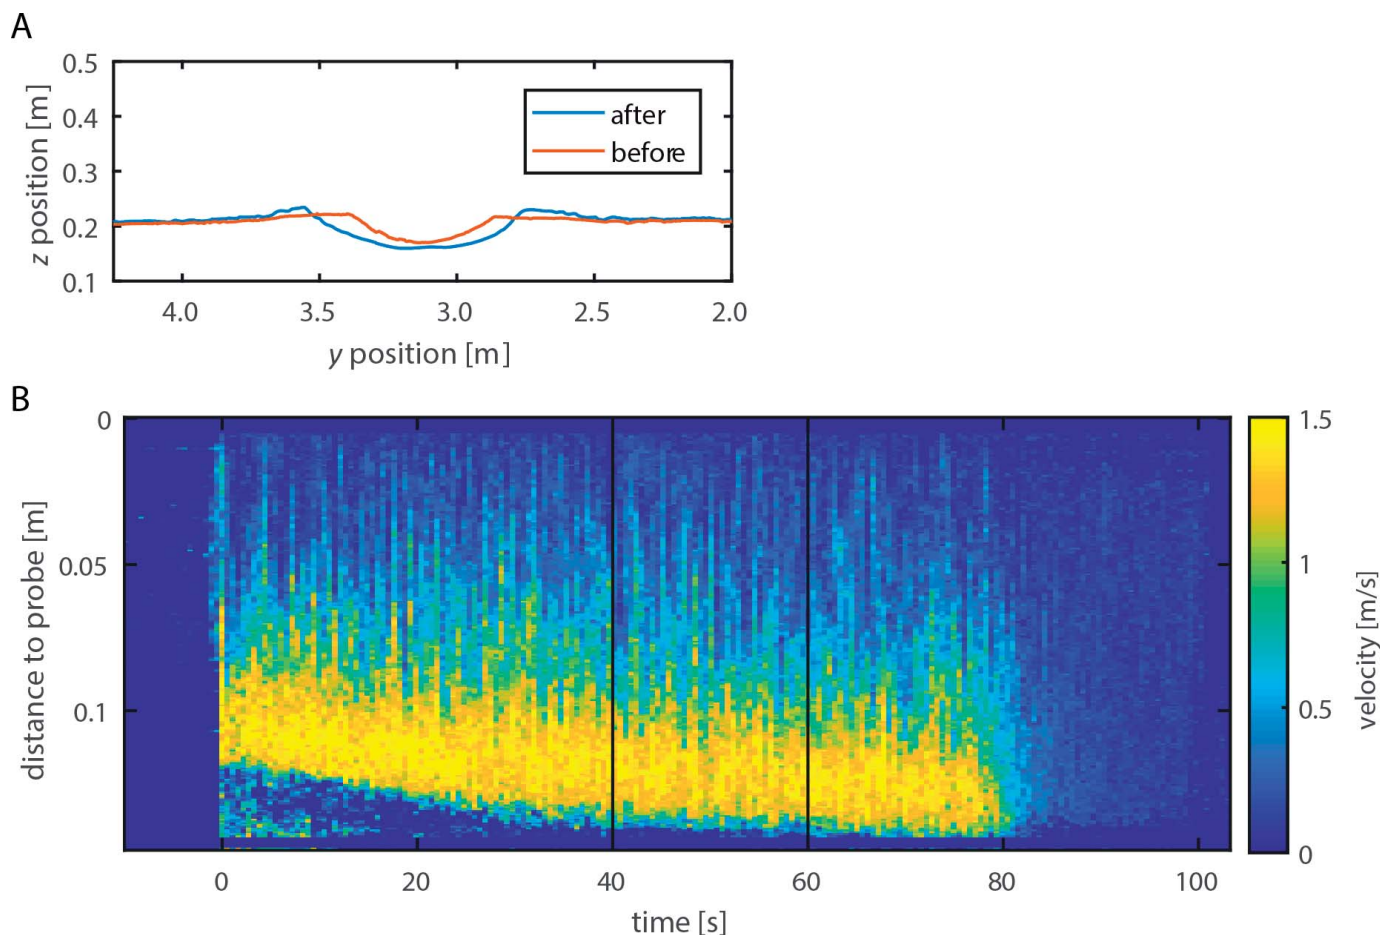 A
0.5
0.4
0.3
0.2
0.1
z position [m]
after
before
4.0 3.5 3.0 2.5 2.0
y position [m]
B
0
0.05
0.1
distance to probe [m]
0 20 40 60 80 100
time [s]
1.5
1
0.5
0
velocity [m/s]